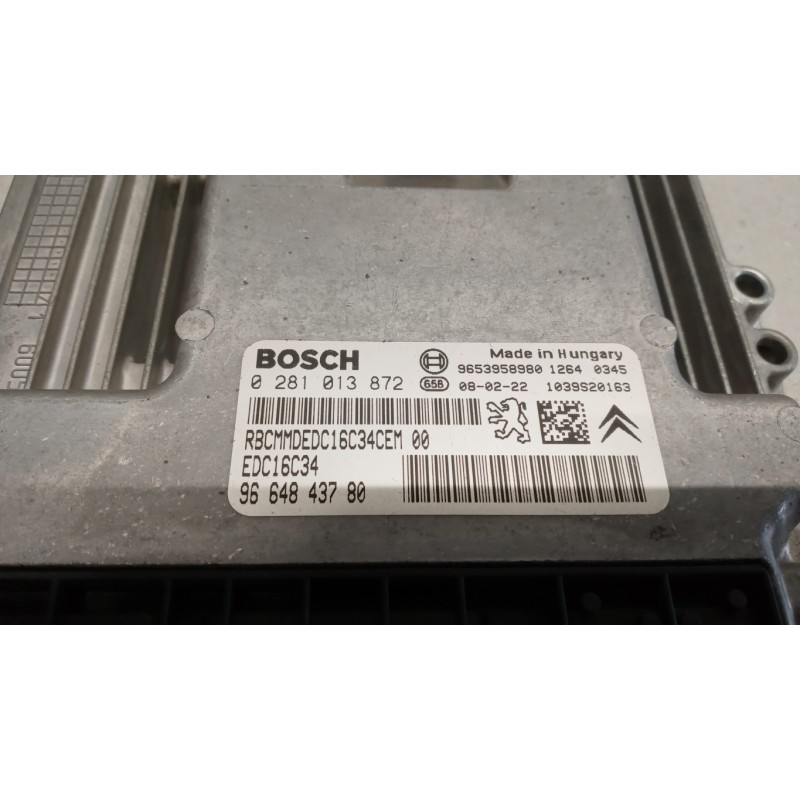 BOSCH
Made in Hungary
0 281 013 872
9653958980 1264 0345
658
08-02-22 1039S20163
RBCMMDEDC16C34CEM 00
EDC16C34
96 648 437 80